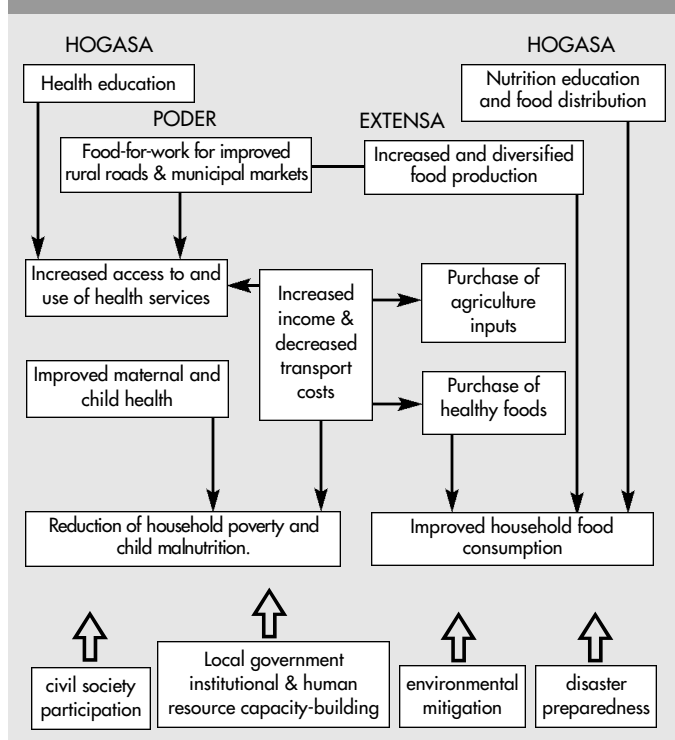 HOGASA
Health education
HOGASA
Nutrition education
and food distribution
PODER
Food-for-work for improved
rural roads & municipal markets
EXTENSA
Increased and diversified
food production
Increased access to and
use of health services
Increased
income &
decreased
transport
costs
Purchase of
agriculture
inputs
Improved maternal and
child health
Purchase of
healthy foods
Reduction of household poverty and
child malnutrition.
Improved household food
consumption
civil society
participation
Local government
institutional & human
resource capacity-building
environmental
mitigation
disaster
preparedness